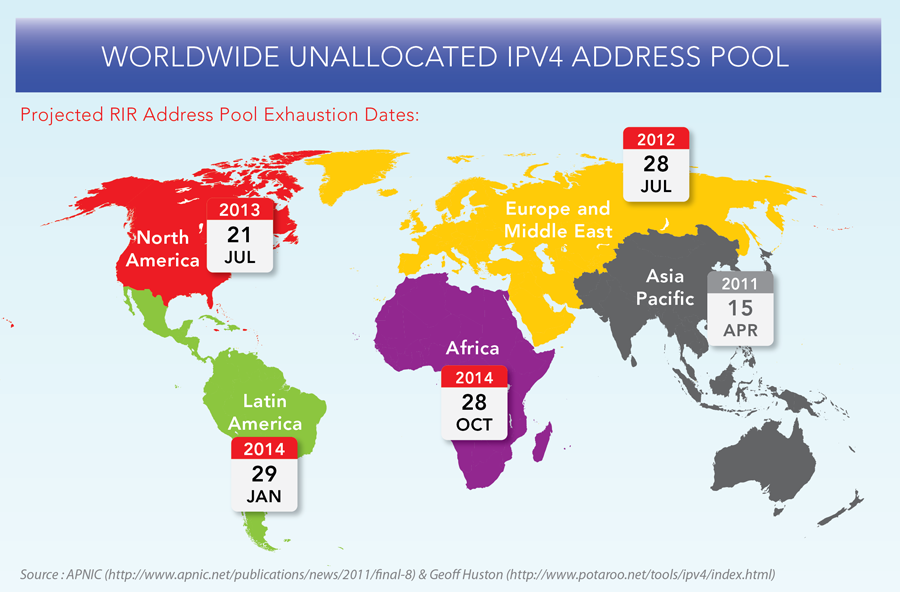 WORLDWIDE UNALLOCATED IPV4 ADDRESS POOL
Projected RIR Address Pool Exhaustion Dates:
2012
28
JUL
2013
21
JUL
North
America
Europe and
Middle East
Asia
Pacific
2011
15
APR
Africa
2014
28
OCT
Latin
America
2014
29
JAN
Source : APNIC (http://www.apnic.net/publications/news/2011/final-8) & Geoff Huston (http://www.potaroo.net/tools/ipv4/index.html)